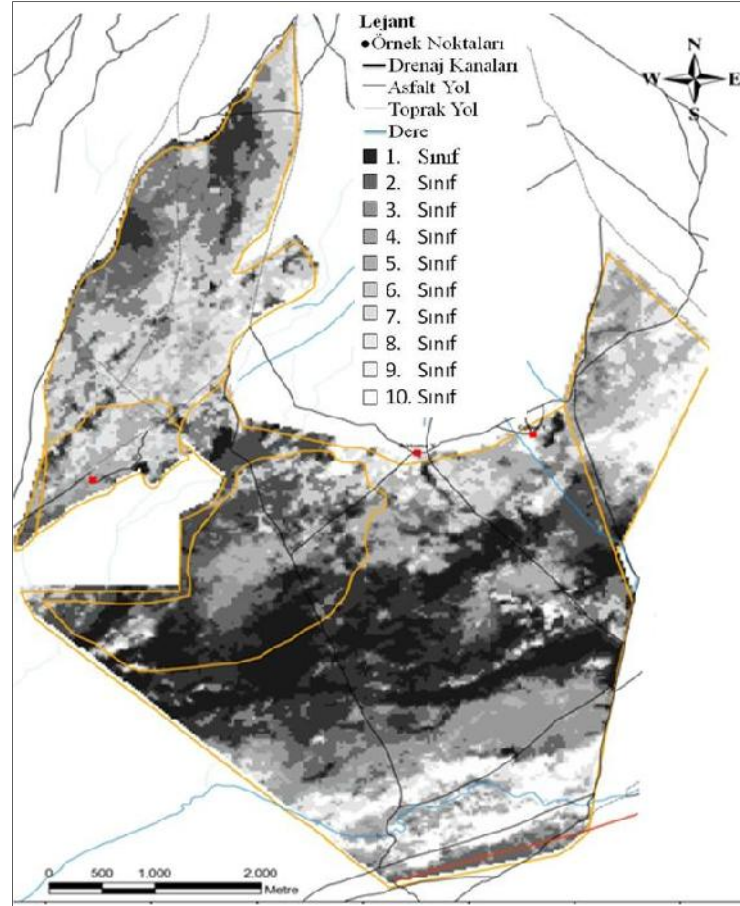 Lejant
Örnek Noktaları
Drenaj Kanaları
Asfalt Yol
Toprak Yol
Dere
1. Sınıf
2. Sınıf
3. Sınıf
4. Sınıf
5. Sınıf
6. Sınıf
7. Sınıf
8. Sınıf
9. Sınıf
10. Sınıf
N
W E
S
0 500 1.000 2.000
Metre